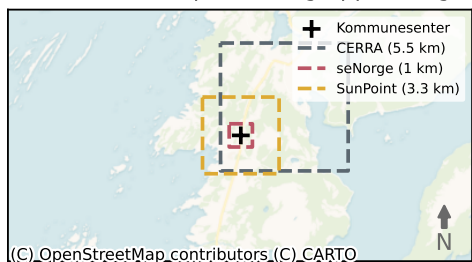 Kommunesenter
CERRA (5.5 km)
seNorge (1 km)
SunPoint (3.3 km)
N
(C) OpenStreetMap contributors (C) CARTO